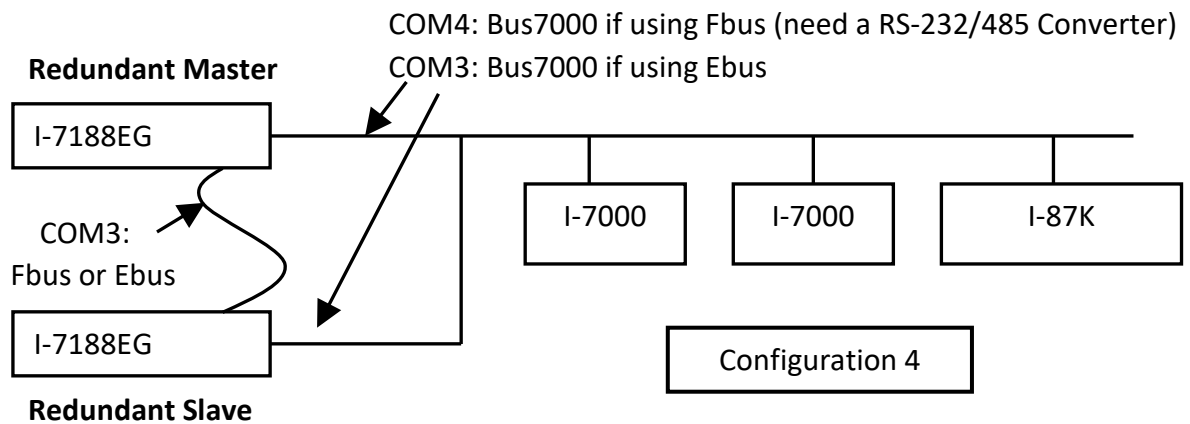 COM4: Bus7000 if using Fbus (need a RS-232/485 Converter)
COM3: Bus7000 if using Ebus
Redundant Master
I-7188EG
I-7000
I-7000
I-87K
COM3:
Fbus or Ebus
I-7188EG
Configuration 4
Redundant Slave